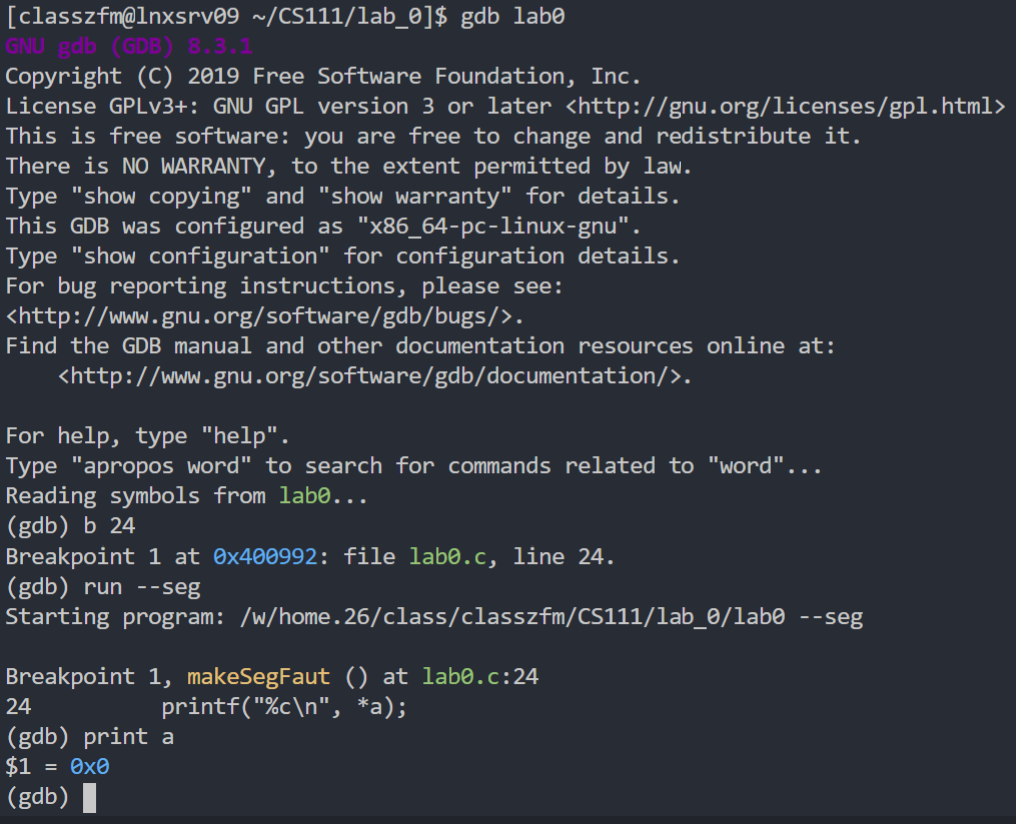 [classzfm@lnxsrv09 ~/CS111/lab_0]$ gdb lab0
GNU gdb (GDB) 8.3.1
Copyright (C) 2019 Free Software Foundation, Inc.
License GPLv3+: GNU GPL version 3 or later <http://gnu.org/licenses/gpl.html>
This is free software: you are free to change and redistribute it.
There is NO WARRANTY, to the extent permitted by law.
Type "show copying" and "show warranty" for details.
This GDB was configured as "x86_64-pc-linux-gnu".
Type "show configuration" for configuration details.
For bug reporting instructions, please see:
<http://www.gnu.org/software/gdb/bugs/>.
Find the GDB manual and other documentation resources online at:
    <http://www.gnu.org/software/gdb/documentation/>.

For help, type "help".
Type "apropos word" to search for commands related to "word"...
Reading symbols from lab0...
(gdb) b 24
Breakpoint 1 at 0x400992: file lab0.c, line 24.
(gdb) run --seg
Starting program: /w/home.26/class/classzfm/CS111/lab_0/lab0 --seg

Breakpoint 1, makeSegFaut () at lab0.c:24
24          printf("%c\n", *a);
(gdb) print a
$1 = 0x0
(gdb)